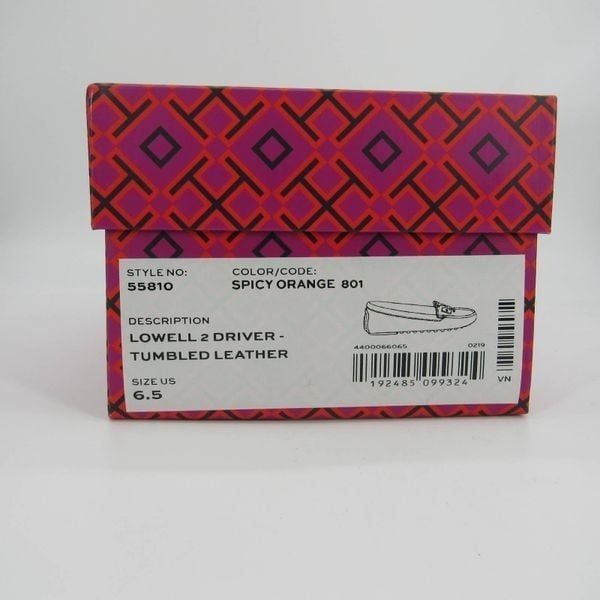 STYLE NO: COLOR/CODE:
55810 SPICY ORANGE 801
DESCRIPTION
LOWELL 2 DRIVER -
TUMBLED LEATHER
SIZE US
6.5
4400066065 0219
192485 099324
VN